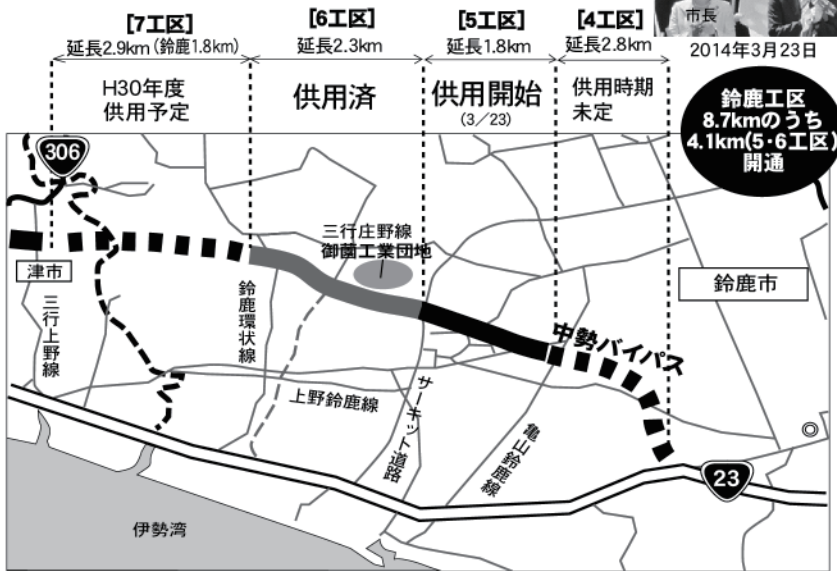 市長
2014年3月23日
[7工区]
延長2.9km(鈴鹿1.8km)
[6工区]
延長2.3km
[5工区]
延長1.8km
[4工区]
延長2.8km
H30年度
供用予定
供用済
供用開始
(3/23)
供用時期
未定
鈴鹿工区
8.7kmのうち
4.1km(5・6工区)
開通
306
三行庄野線
御薗工業団地
津市
鈴鹿市
三行上野線
鈴鹿環状線
中勢バイパス
上野鈴鹿線
サーキット道路
亀山鈴鹿線
23
伊勢湾